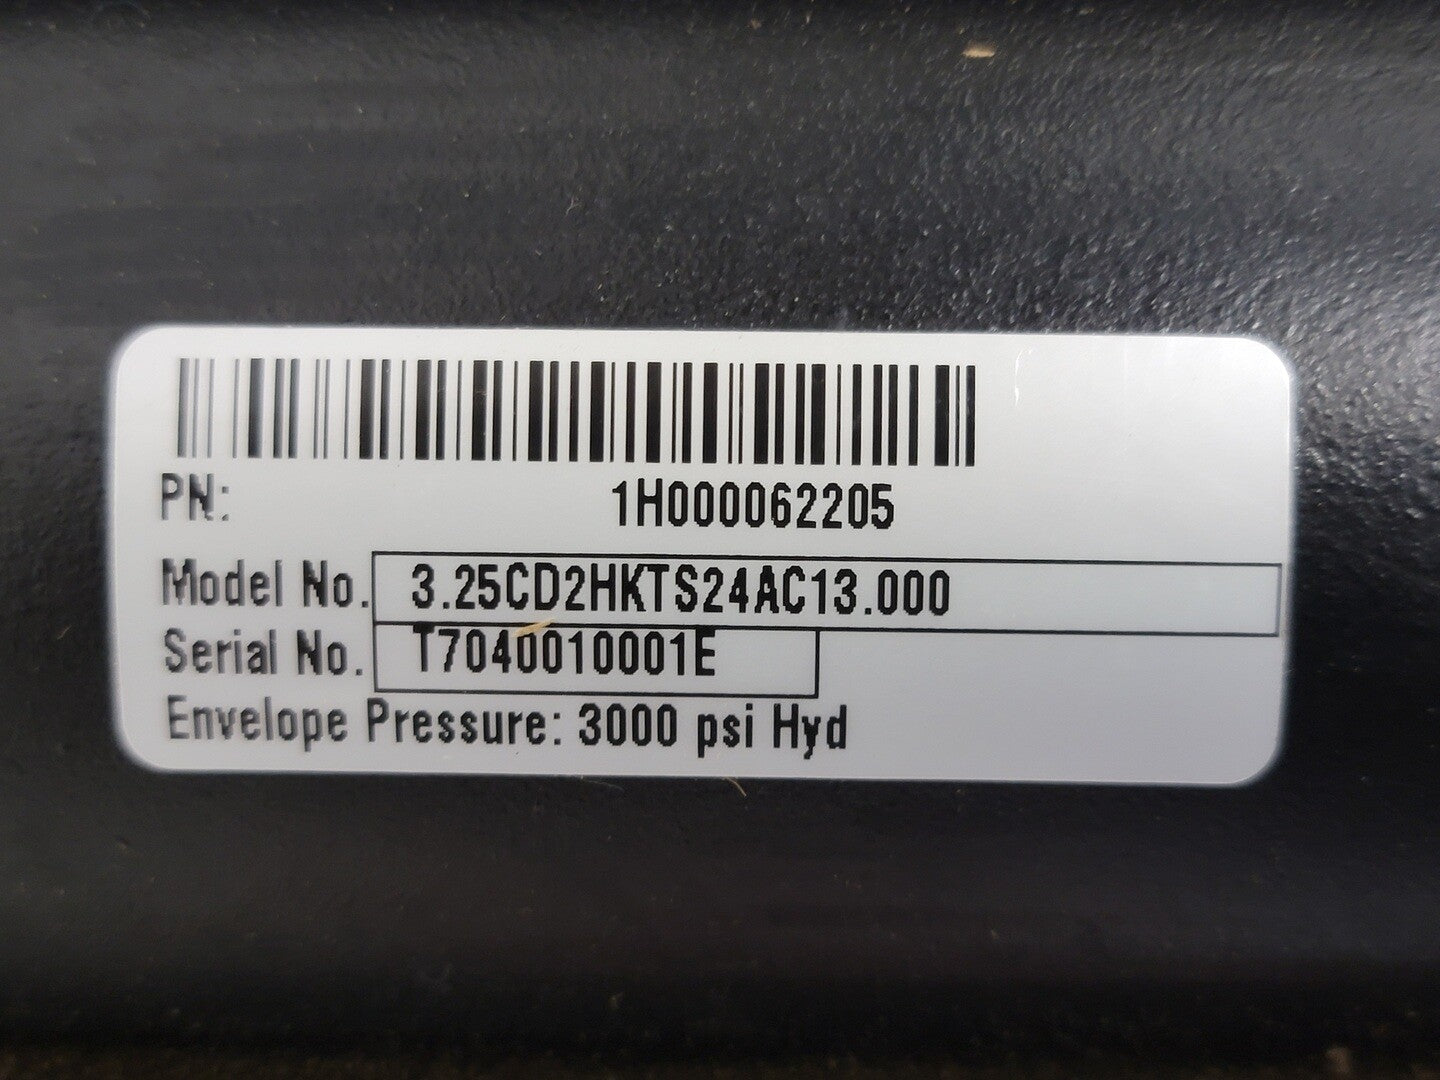 PN: 1H000062205
Model No. 3.25CD2HKTS24AC13.000
Serial No. T7040010001E
Envelope Pressure: 3000 psi Hyd